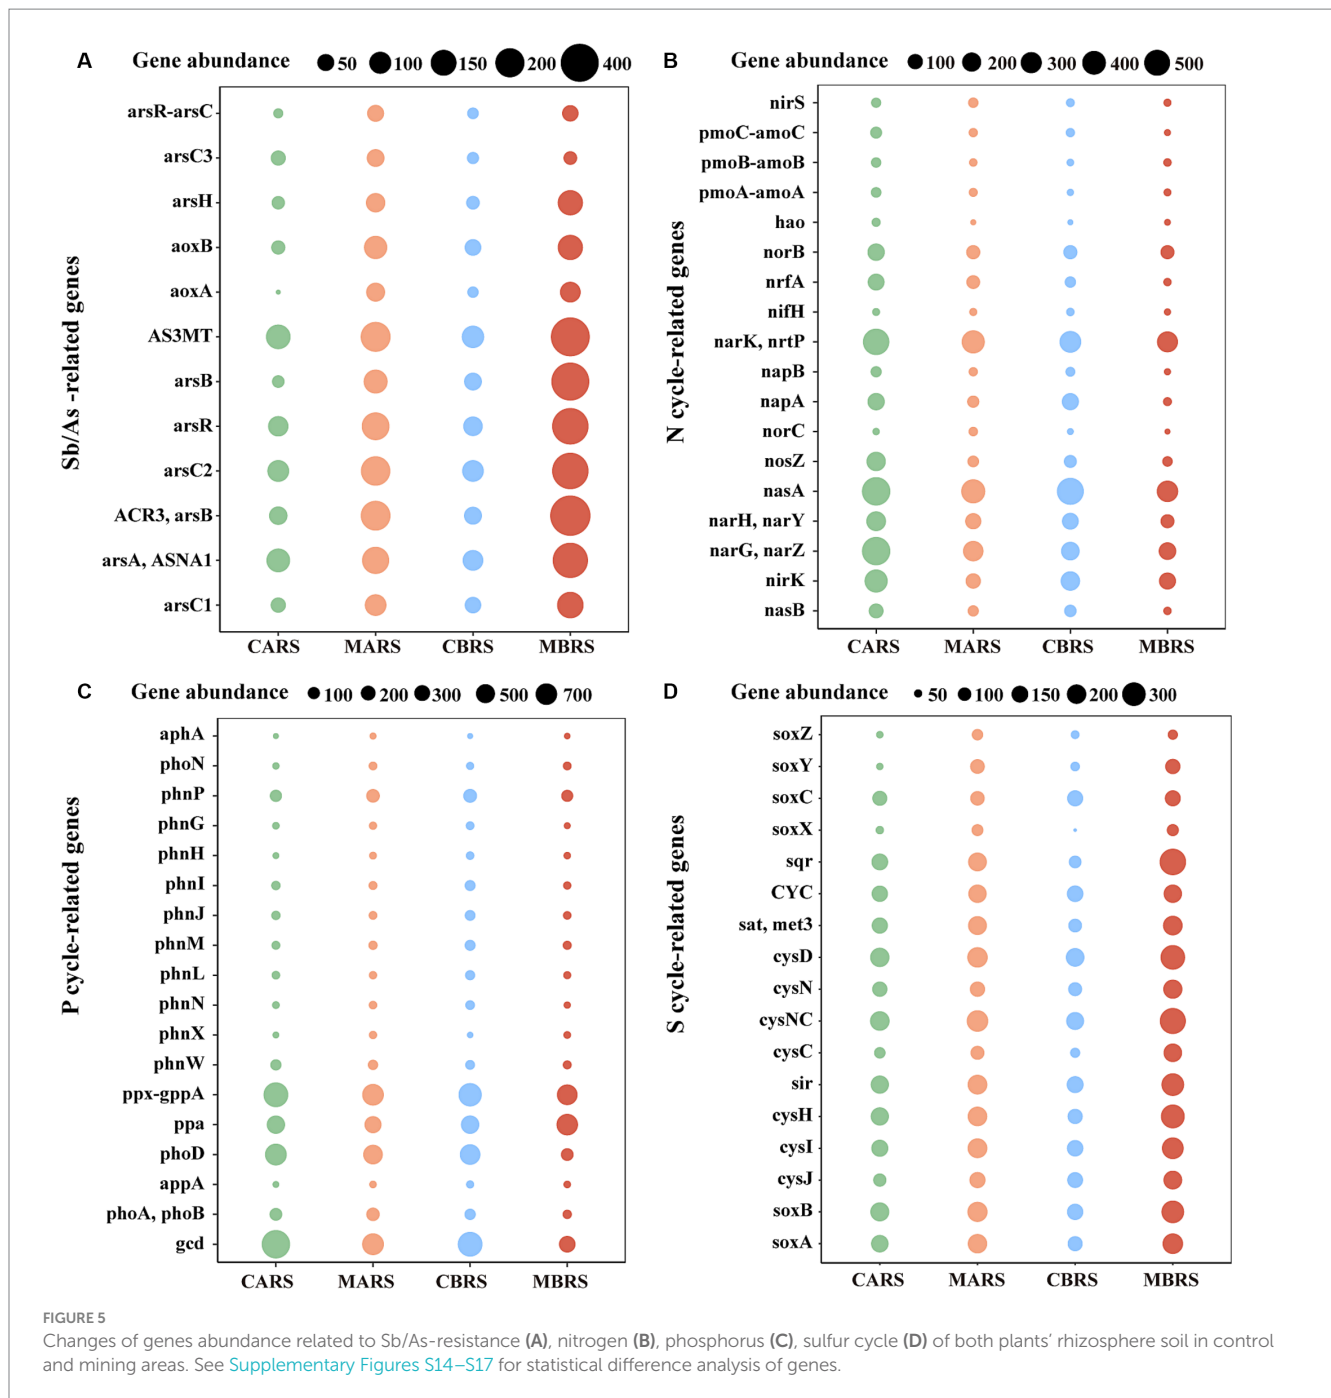 A Gene abundance 50 100 150 200 400
Sb/As -related genes
arsR-arsC
arsC3
arsH
aoxB
aoxA
AS3MT
arsB
arsR
arsC2
ACR3, arsB
arsA, ASNA1
arsC1
CARS MARS CBRS MBRS
B Gene abundance 100 200 300 400 500
N cycle-related genes
nirS
pmoC-amoC
pmoB-amoB
pmoA-amoA
hao
norB
nrfA
nifH
narK, nrtP
napB
napA
norC
nosZ
nasA
narH, narY
narG, narZ
nirK
nasB
CARS MARS CBRS MBRS
C Gene abundance 100 200 300 500 700
P cycle-related genes
aphA
phoN
phnP
phnG
phnH
phnI
phnJ
phnM
phnL
phnN
phnX
phnW
ppx-gppA
ppa
phoD
appA
phoA, phoB
gcd
CARS MARS CBRS MBRS
D Gene abundance 50 100 150 200 300
S cycle-related genes
soxZ
soxY
soxC
soxX
sqr
CYC
sat, met3
cysD
cysN
cysNC
cysC
sir
cysH
cysI
cysJ
soxB
soxA
CARS MARS CBRS MBRS
FIGURE 5
Changes of genes abundance related to Sb/As-resistance (A), nitrogen (B), phosphorus (C), sulfur cycle (D) of both plants' rhizosphere soil in control
and mining areas. See Supplementary Figures S14–S17 for statistical difference analysis of genes.